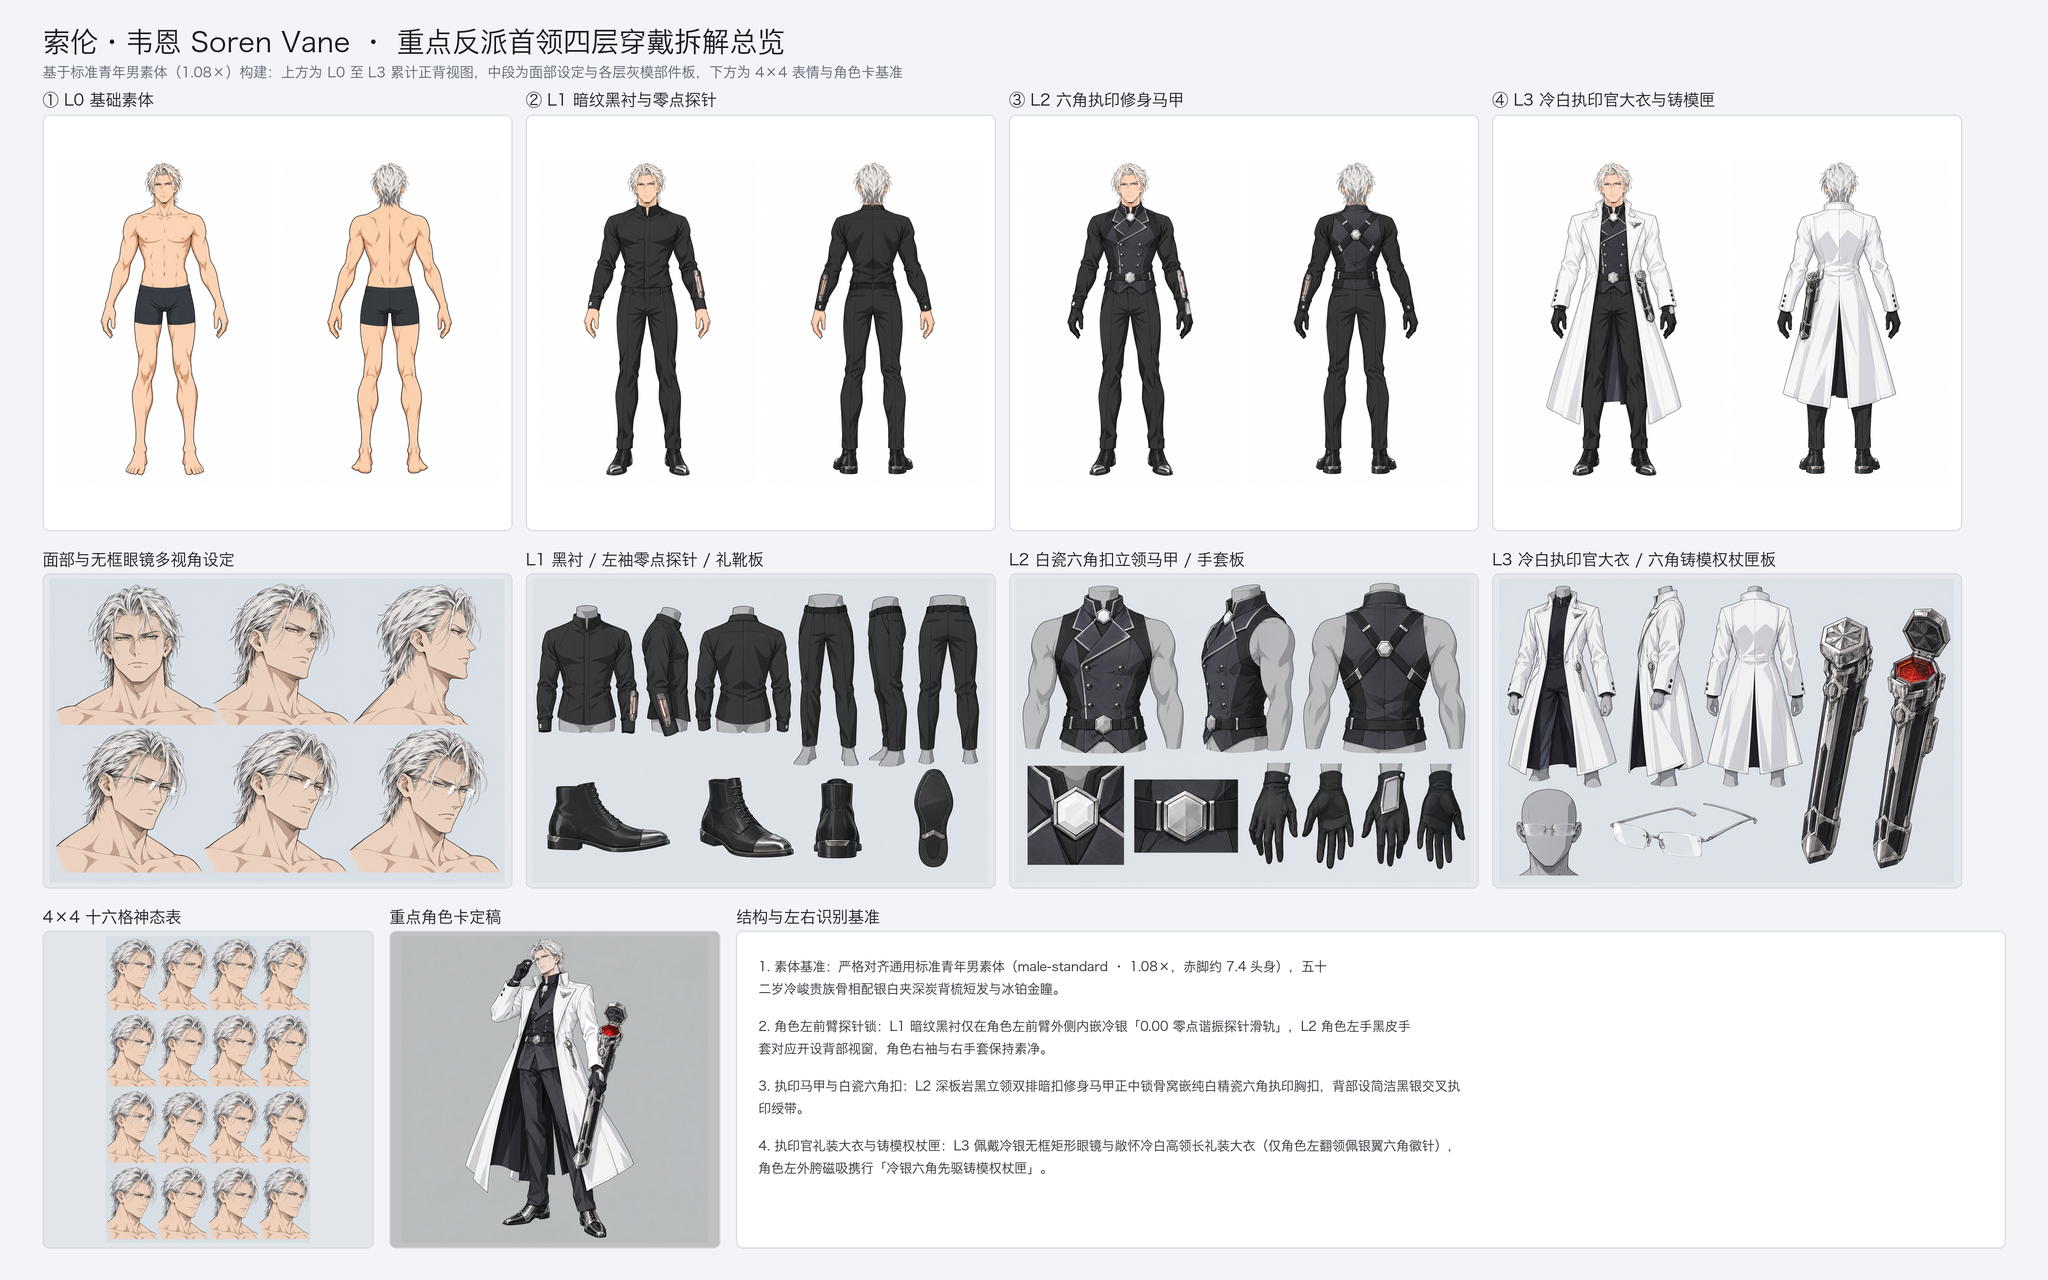 索伦・韦恩 Soren Vane ・ 重点反派首领四层穿戴拆解总览
基于标准青年男素体（1.08×）构建：上方为 L0 至 L3 累计正背视图，中段为面部设定与各层灰模部件板，下方为 4×4 表情与角色卡基准
① L0 基础素体
② L1 暗纹黑衬与零点探针
③ L2 六角执印修身马甲
④ L3 冷白执印官大衣与铸模匣
面部与无框眼镜多视角设定
L1 黑衬 / 左袖零点探针 / 礼靴板
L2 白瓷六角扣立领马甲 / 手套板
L3 冷白执印官大衣 / 六角铸模权杖匣板
4×4 十六格神态表
重点角色卡定稿
结构与左右识别基准
1. 素体基准：严格对齐通用标准青年男素体（male-standard · 1.08×，赤脚约 7.4 头身），五十
二岁冷峻贵族骨相配银白夹深炭背梳短发与冰铂金瞳。
2. 角色左前臂探针锁：L1 暗纹黑衬仅在角色左前臂外侧内嵌冷银「0.00 零点谐振探针滑轨」，L2 角色左手黑皮手
套对应开设背部视窗，角色右袖与右手套保持素净。
3. 执印马甲与白瓷六角扣：L2 深板岩黑立领双排暗扣修身马甲正中锁骨窝嵌纯白精瓷六角执印胸扣，背部设简洁黑银交叉执
印绶带。
4. 执印官礼装大衣与铸模权杖匣：L3 佩戴冷银无框矩形眼镜与敞怀冷白高领长礼装大衣（仅角色左翻领佩银翼六角徽针），
角色左外胯磁吸携行「冷银六角先驱铸模权杖匣」。